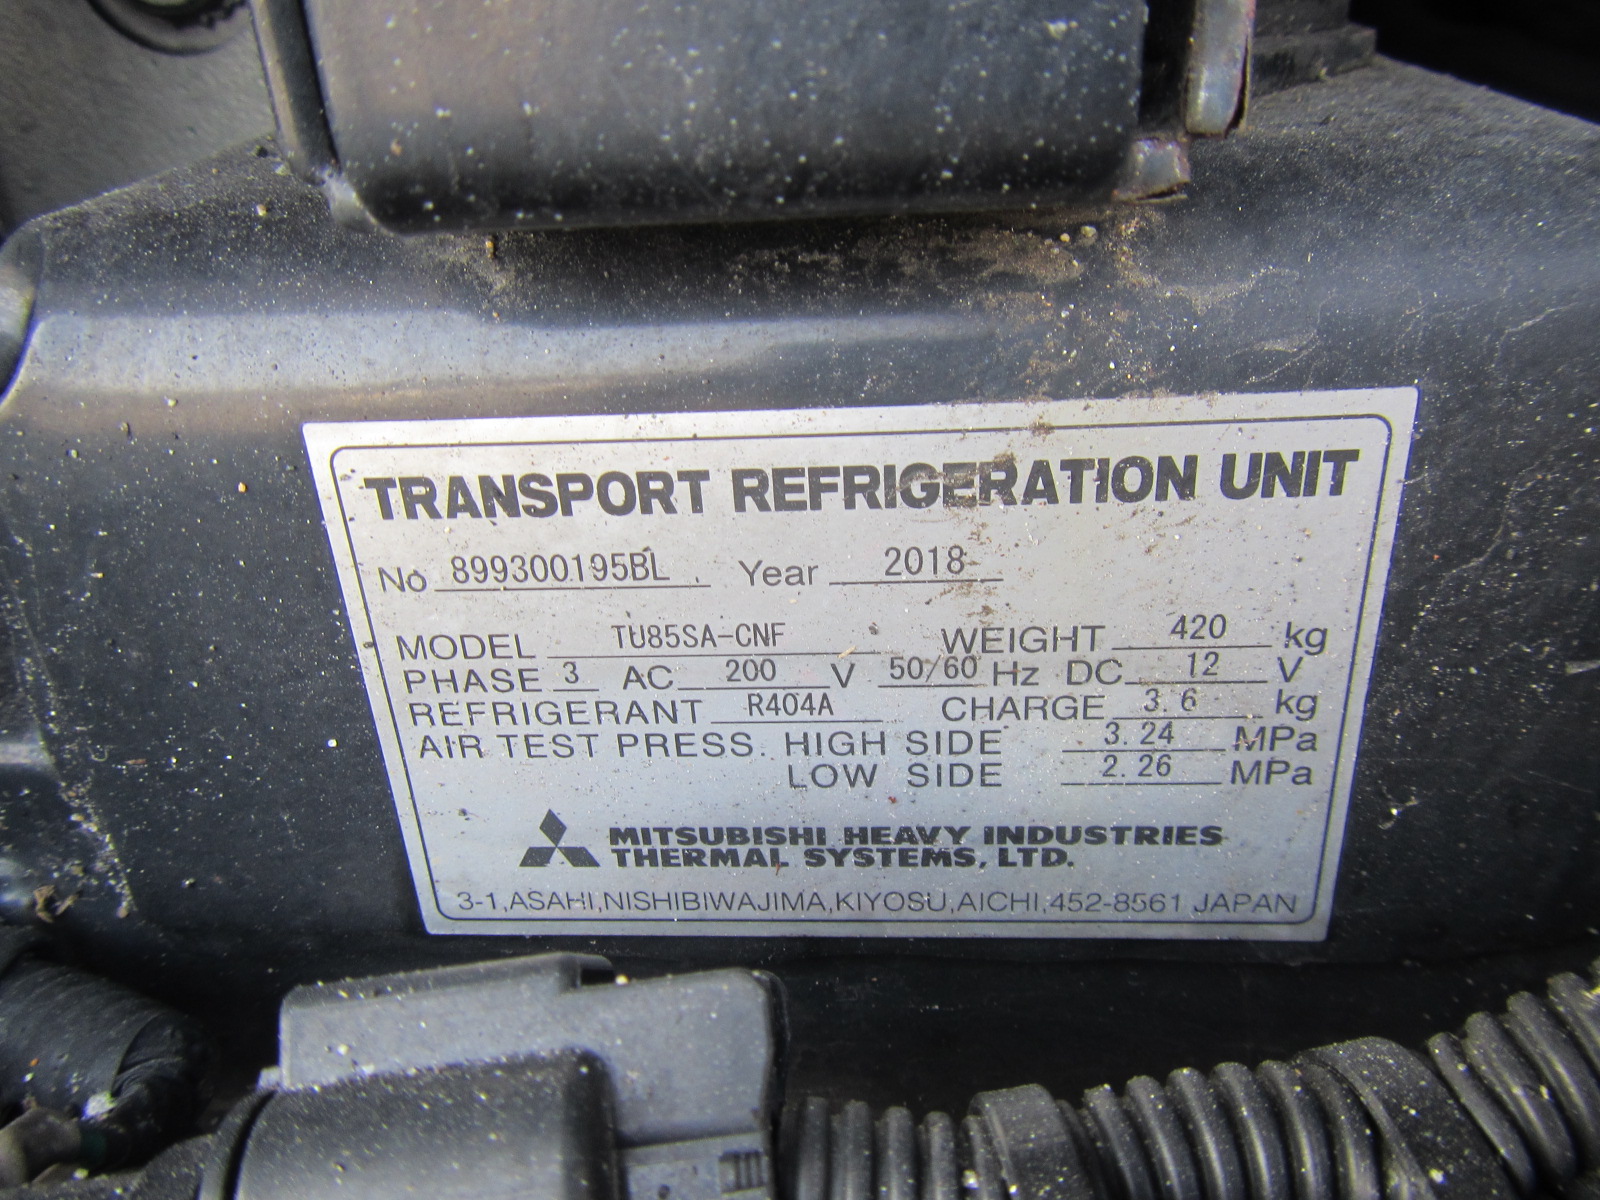 TRANSPORT REFRIGERATION UNIT
No 899300195BL Year 2018
MODEL TU85SA-CNF WEIGHT 420 kg
PHASE 3 AC 200 V 50/60 Hz DC 12 V
REFRIGERANT R404A CHARGE 3.6 kg
AIR TEST PRESS. HIGH SIDE 3.24 MPa
LOW SIDE 2.26 MPa
MITSUBISHI HEAVY INDUSTRIES
THERMAL SYSTEMS, LTD.
3-1,ASAHI,NISHIBIWAJIMA,KIYOSU,AICHI,452-8561 JAPAN